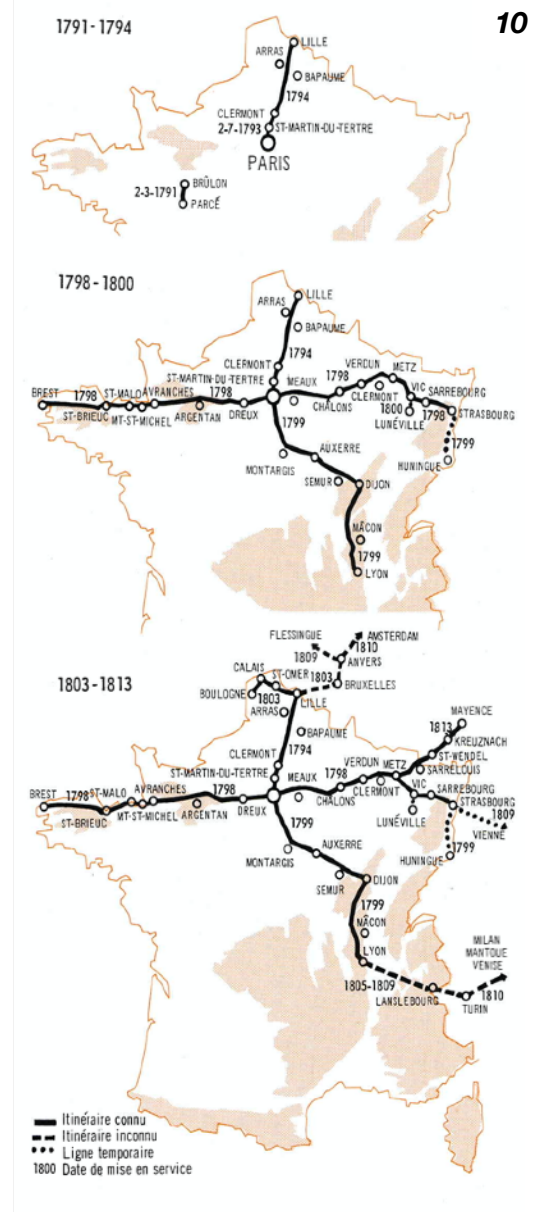 10
1791-1794
LILLE
ARRAS
BAPAUME
1794
CLERMONT
2-7-1793
ST-MARTIN-DU-TERTRE
PARIS
BRÛLON
2-3-1791
PARCÉ
1798-1800
LILLE
ARRAS
BAPAUME
1794
CLERMONT
ST-MARTIN-DU-TERTRE
MEAUX
1798
CHÂLONS
VERDUN
CLERMONT
METZ
VIC
1800
LUNÉVILLE
SARREBOURG
1798
STRASBOURG
1799
HUNINGUE
BREST
1798
ST-BRIEUC
ST-MALO
MT-ST-MICHEL
AVRANCHES
1798
ARGENTAN
DREUX
1799
MONTARGIS
AUXERRE
SEMUR
DIJON
MÂCON
1799
LYON
1803-1813
FLESSINGUE
1809
AMSTERDAM
1810
ANVERS
1803
BRUXELLES
CALAIS
ST-OMER
BOULOGNE
1803
LILLE
ARRAS
BAPAUME
1794
CLERMONT
ST-MARTIN-DU-TERTRE
MEAUX
1798
CHÂLONS
VERDUN
CLERMONT
METZ
MAYENCE
1813
KREUZNACH
ST-WENDEL
SARRELOUIS
VIC
LUNÉVILLE
SARREBOURG
STRASBOURG
1809
VIENNE
1799
HUNINGUE
BREST
1798
ST-BRIEUC
ST-MALO
MT-ST-MICHEL
AVRANCHES
ARGENTAN
1798
DREUX
1799
MONTARGIS
AUXERRE
SEMUR
DIJON
1799
MÂCON
LYON
1805-1809
LANSLEBOURG
TURIN
1810
MILAN
MANTOUE
VENISE
Itinéraire connu
Itinéraire inconnu
Ligne temporaire
1800 Date de mise en service